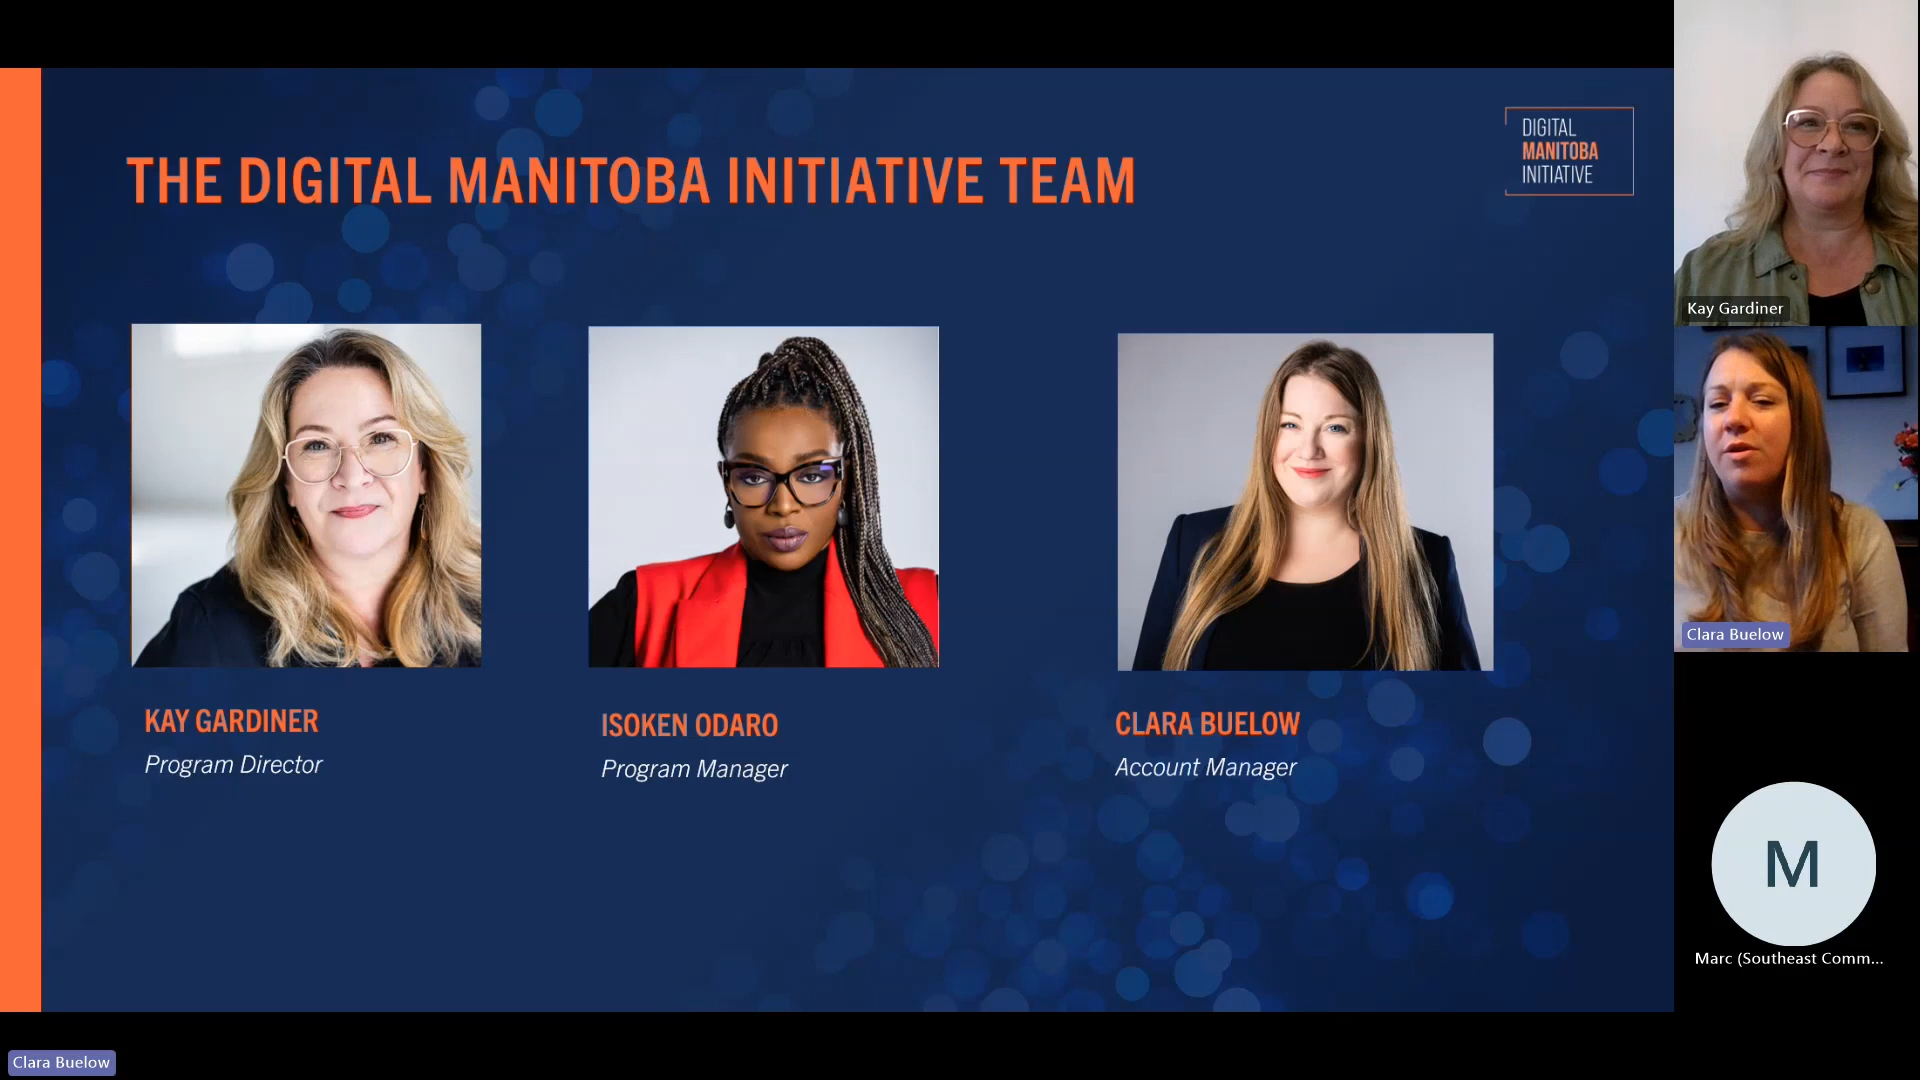 THE DIGITAL MANITOBA INITIATIVE TEAM
DIGITAL
MANITOBA
INITIATIVE
KAY GARDINER
Program Director
ISOKEN ODARO
Program Manager
CLARA BUELOW
Account Manager
Kay Gardiner
Clara Buelow
M
Marc (Southeast Comm...
Clara Buelow